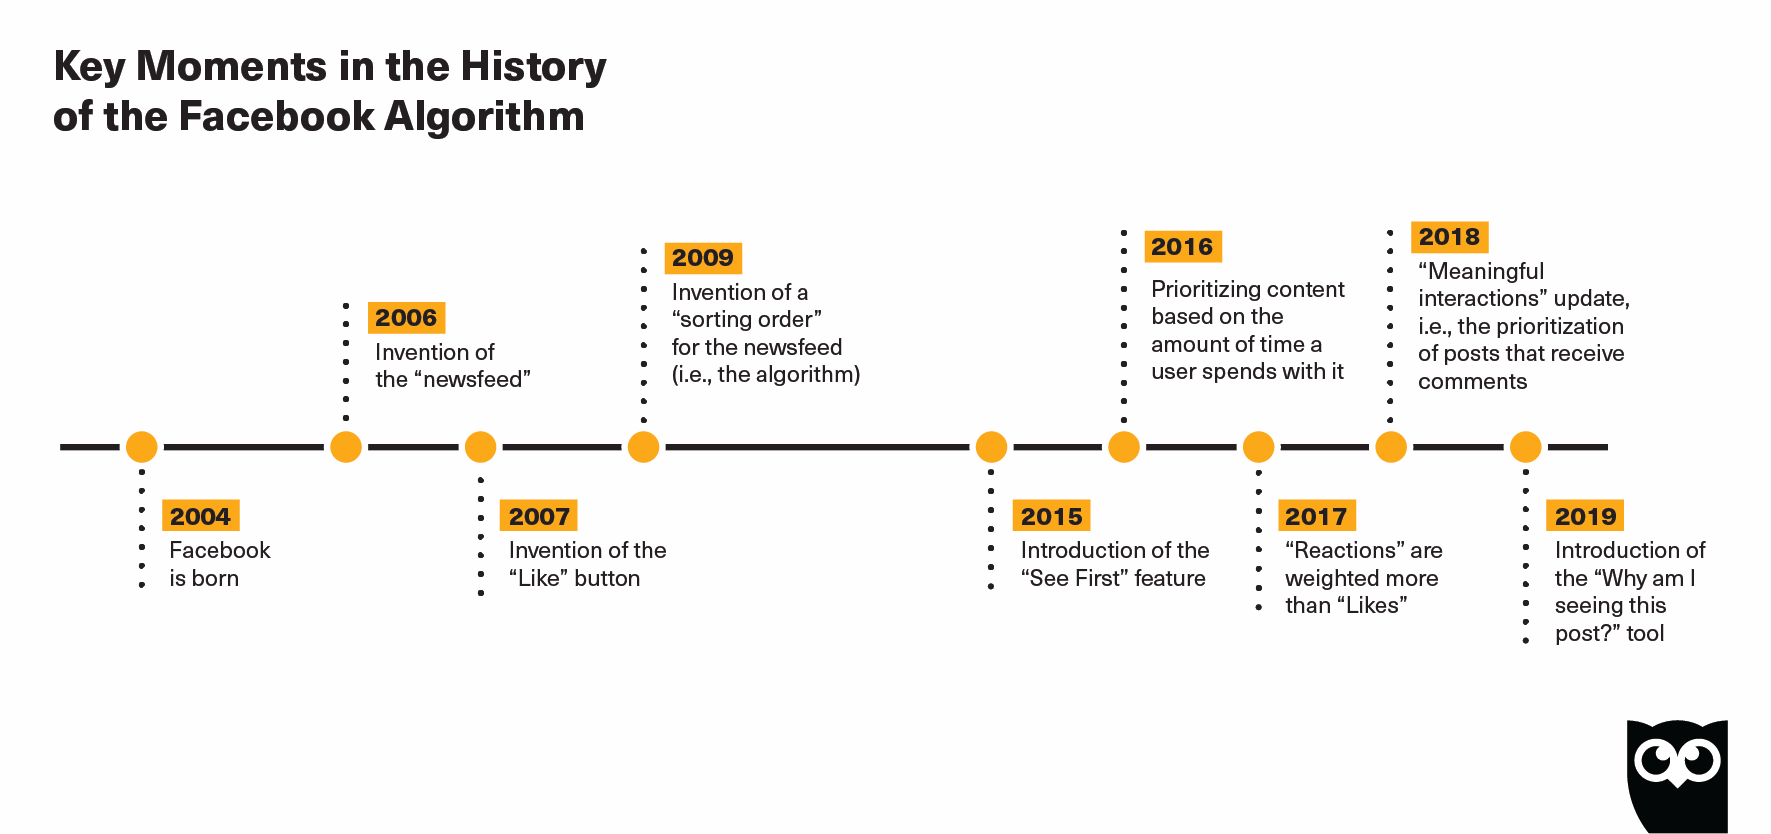 Key Moments in the History
of the Facebook Algorithm
2004
Facebook
is born
2006
Invention of
the “newsfeed”
2007
Invention of the
“Like” button
2009
Invention of a
“sorting order”
for the newsfeed
(i.e., the algorithm)
2015
Introduction of the
“See First” feature
2016
Prioritizing content
based on the
amount of time a
user spends with it
2017
“Reactions” are
weighted more
than “Likes”
2018
“Meaningful
interactions” update,
i.e., the prioritization
of posts that receive
comments
2019
Introduction of
the “Why am I
seeing this
post?” tool